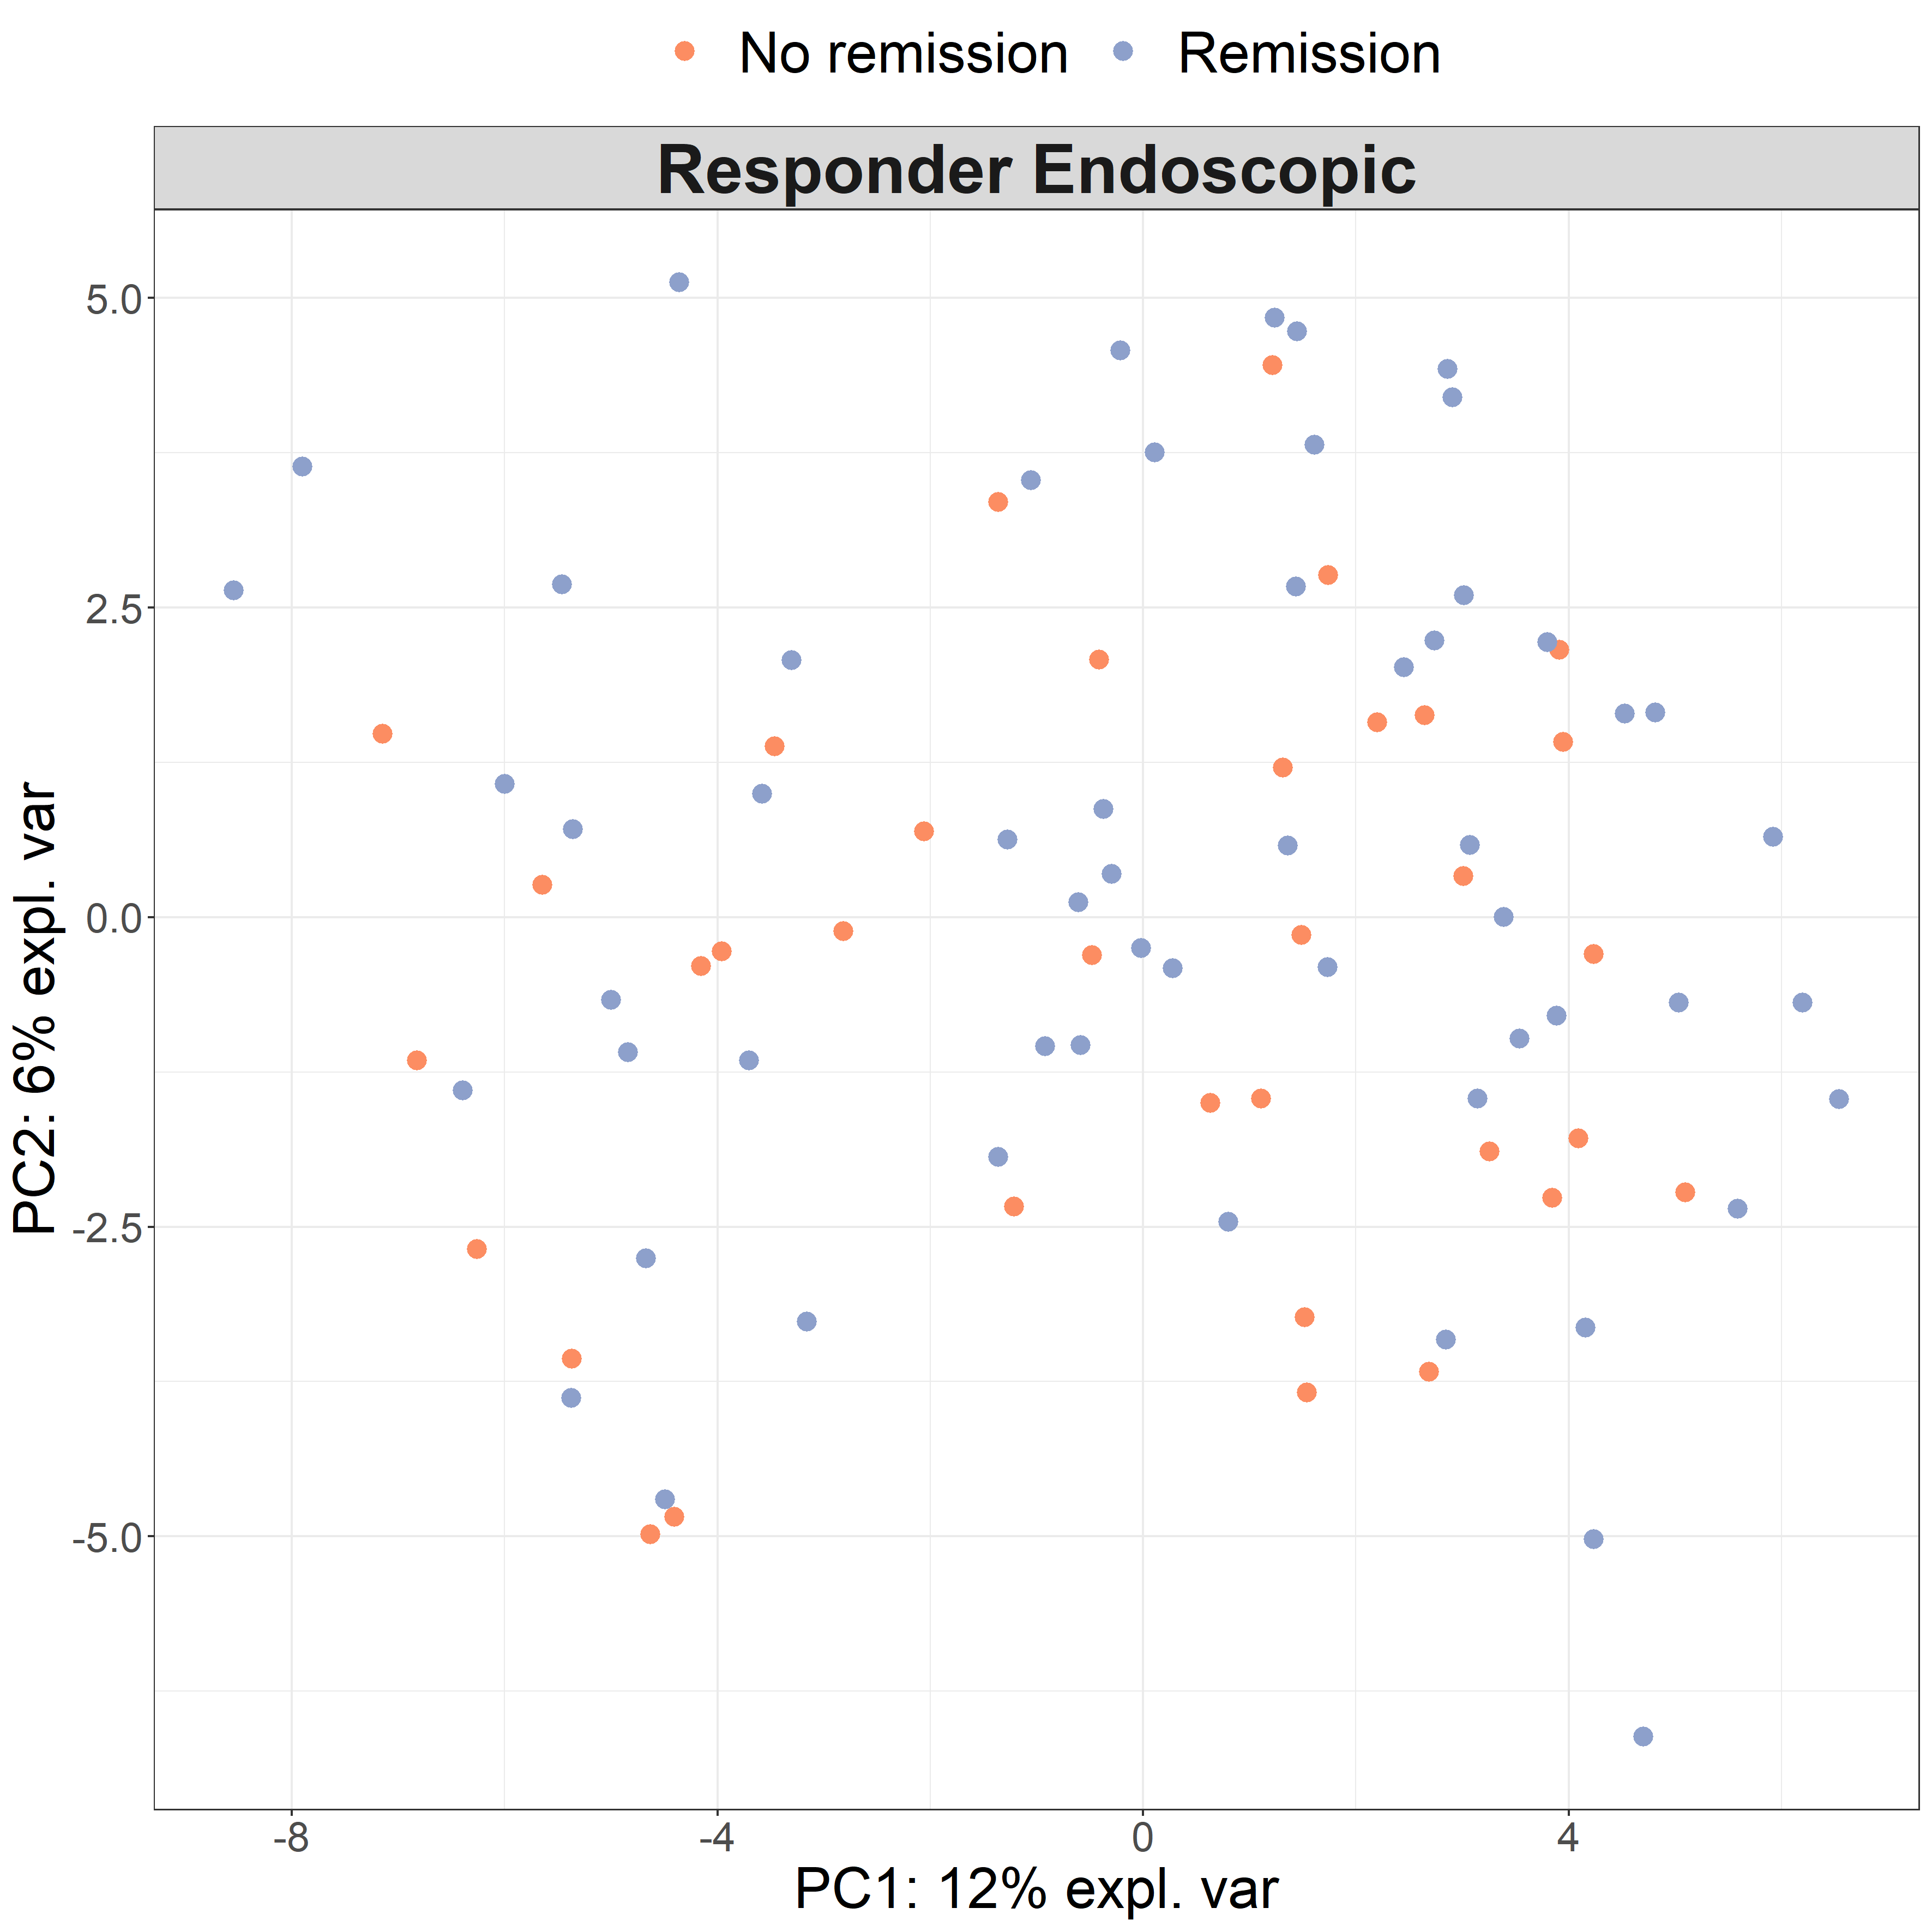 No remission Remission
Responder Endoscopic
5.0
2.5
0.0
-2.5
-5.0
PC2: 6% expl. var
-8 -4 0 4
PC1: 12% expl. var